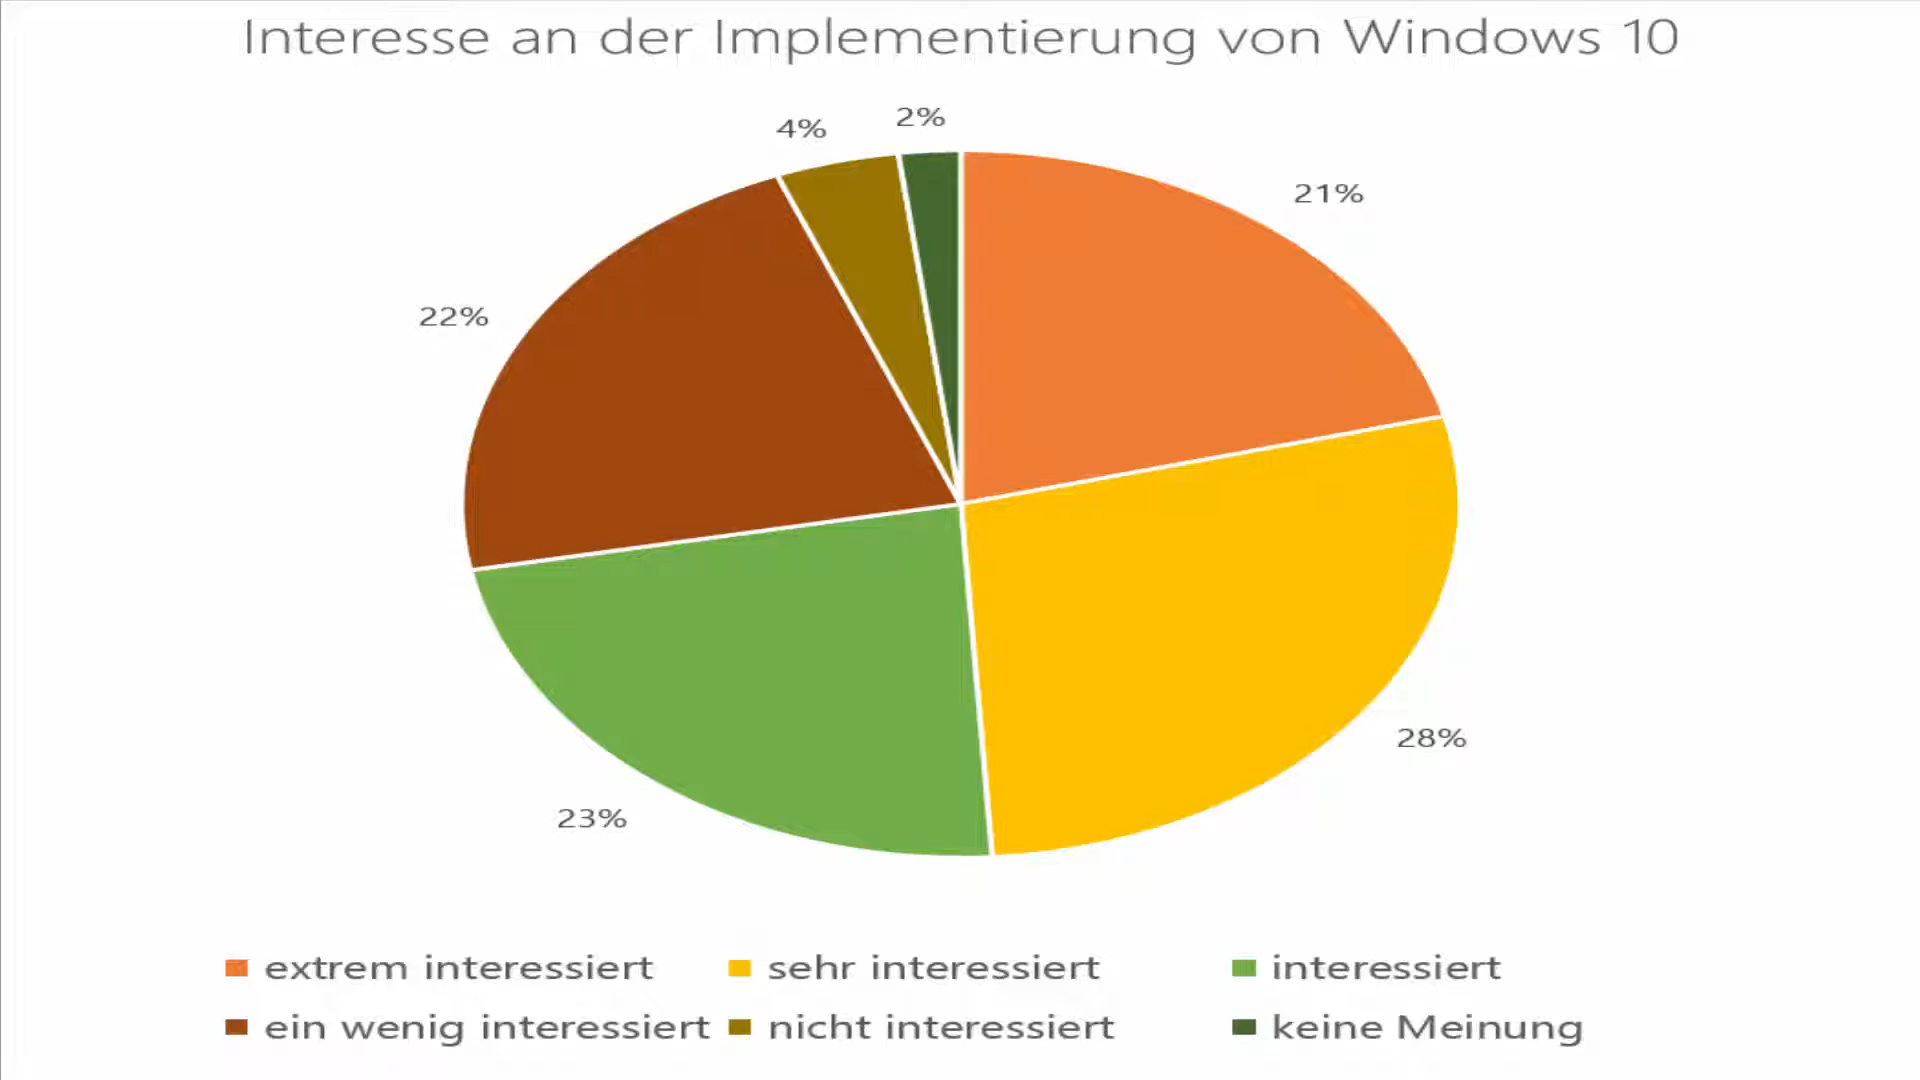 Interesse an der Implementierung von Windows 10
2%
4%
21%
22%
28%
23%
extrem interessiert
sehr interessiert
interessiert
ein wenig interessiert
nicht interessiert
keine Meinung